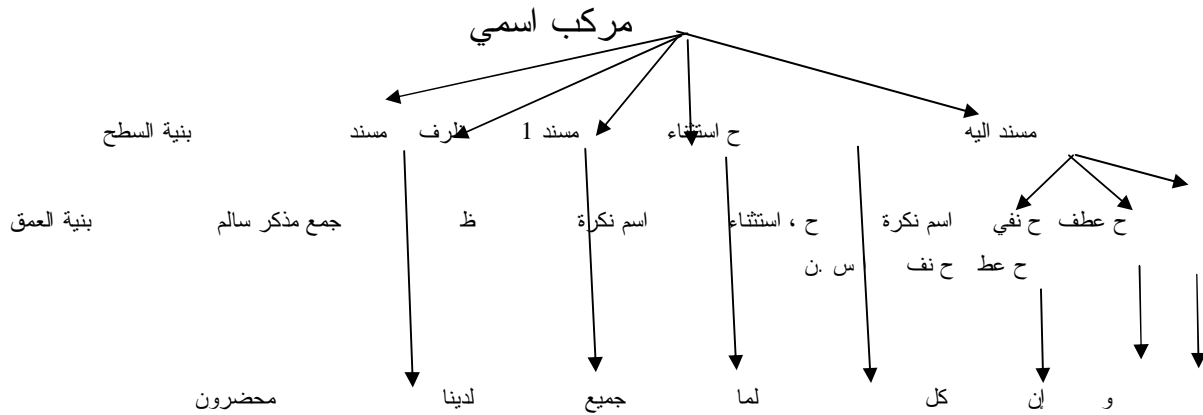 مركب اسمي
مسند اليه ح استثناء مسند 1 ظرف مسند بنية السطح
ح عطف ح نفي اسم نكرة ح ، استثناء اسم نكرة ظ جمع مذكر سالم بنية العمق
ح عط ح نف س .ن
و إن كل لما جميع لدينا محضرون